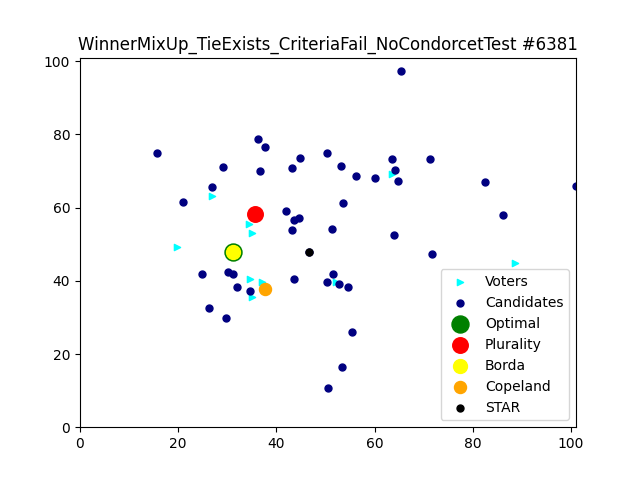 WinnerMixUp_TieExists_CriteriaFail_NoCondorcetTest #6381
100
80
60
40
20
0
0 20 40 60 80 100
Voters
Candidates
Optimal
Plurality
Borda
Copeland
STAR